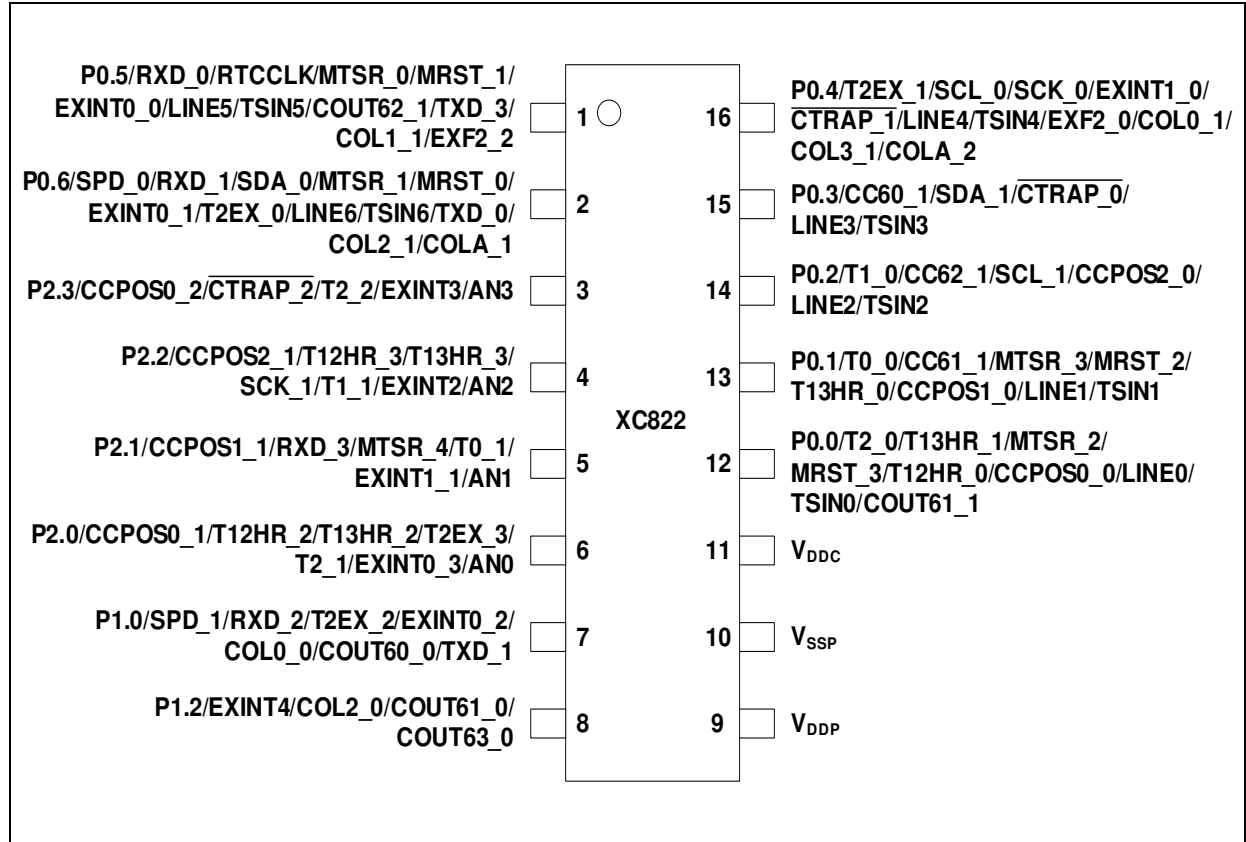 P0.5/RXD_0/RTCCLK/MTSR_0/MRST_1/
EXINT0_0/LINE5/TSIN5/COUT62_1/TXD_3/
COL1_1/EXF2_2
P0.6/SPD_0/RXD_1/SDA_0/MTSR_1/MRST_0/
EXINT0_1/T2EX_0/LINE6/TSIN6/TXD_0/
COL2_1/COLA_1
P2.3/CCPOS0_2/CTRAP_2/T2_2/EXINT3/AN3
P2.2/CCPOS2_1/T12HR_3/T13HR_3/
SCK_1/T1_1/EXINT2/AN2
P2.1/CCPOS1_1/RXD_3/MTSR_4/T0_1/
EXINT1_1/AN1
P2.0/CCPOS0_1/T12HR_2/T13HR_2/T2EX_3/
T2_1/EXINT0_3/AN0
P1.0/SPD_1/RXD_2/T2EX_2/EXINT0_2/
COL0_0/COUT60_0/TXD_1
P1.2/EXINT4/COL2_0/COUT61_0/
COUT63_0
1
2
3
4
5
6
7
8
XC822
16
15
14
13
12
11
10
9
P0.4/T2EX_1/SCL_0/SCK_0/EXINT1_0/
CTRAP_1/LINE4/TSIN4/EXF2_0/COL0_1/
COL3_1/COLA_2
P0.3/CC60_1/SDA_1/CTRAP_0/
LINE3/TSIN3
P0.2/T1_0/CC62_1/SCL_1/CCPOS2_0/
LINE2/TSIN2
P0.1/T0_0/CC61_1/MTSR_3/MRST_2/
T13HR_0/CCPOS1_0/LINE1/TSIN1
P0.0/T2_0/T13HR_1/MTSR_2/
MRST_3/T12HR_0/CCPOS0_0/LINE0/
TSIN0/COUT61_1
VDDC
VSSP
VDDP